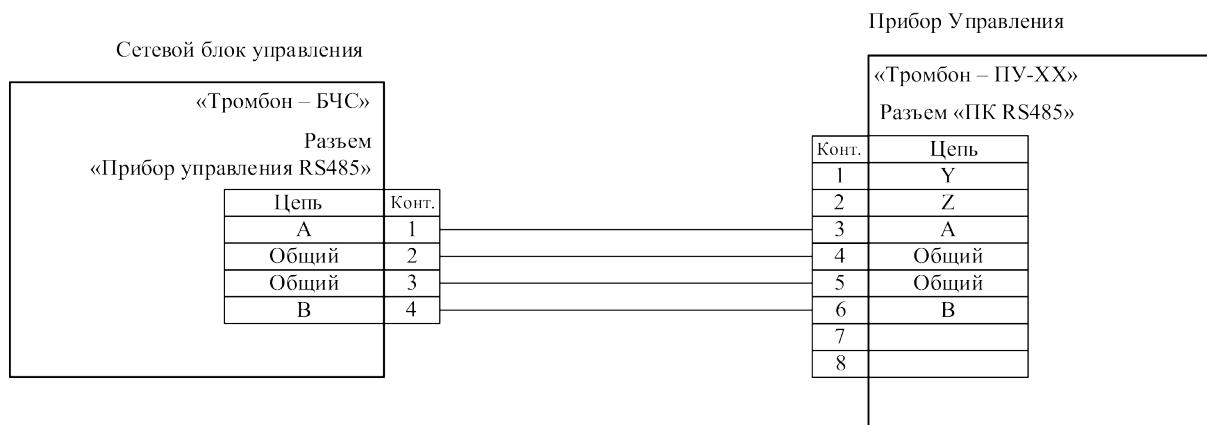 Прибор Управления
Сетевой блок управления
«Тромбон – БЧС»
Разъем
«Прибор управления RS485»
Цепь Конт.
А 1
Общий 2
Общий 3
В 4
«Тромбон – ПУ-ХХ»
Разъем «ПК RS485»
Конт. Цепь
1 Y
2 Z
3 А
4 Общий
5 Общий
6 В
7
8